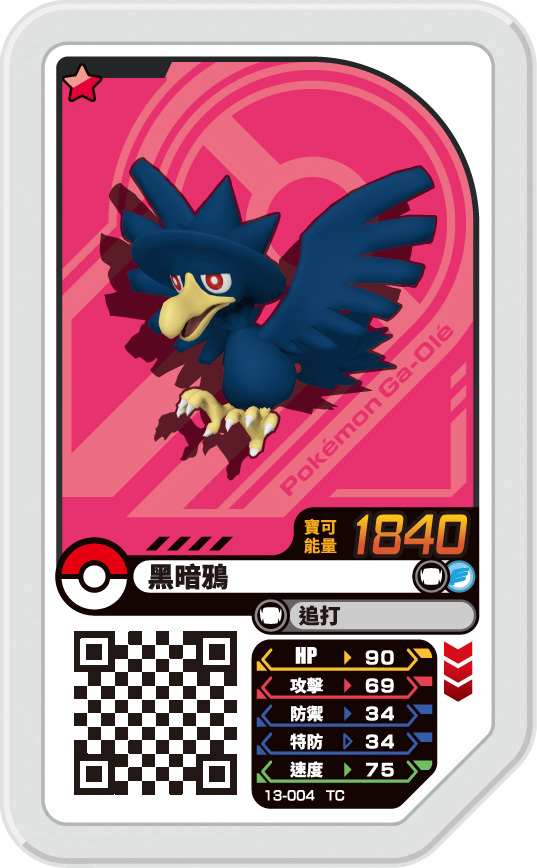 Pokémon Ga-Olé
寶可
能量 1840
黑暗鴉
追打
HP 90
攻擊 69
防禦 34
特防 34
速度 75
13-004 TC